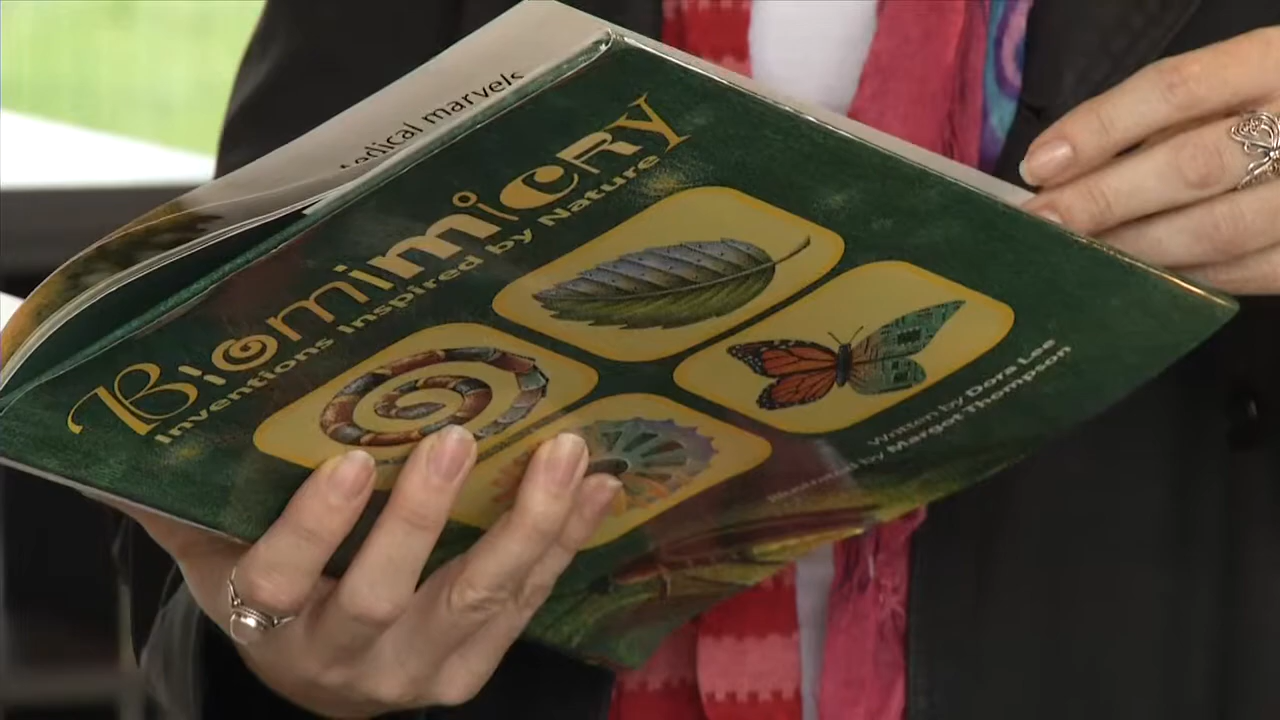 medical marvels
Biomimicry
Inventions Inspired by Nature
Written by Dora Lee
Illustrated by Margot Thompson